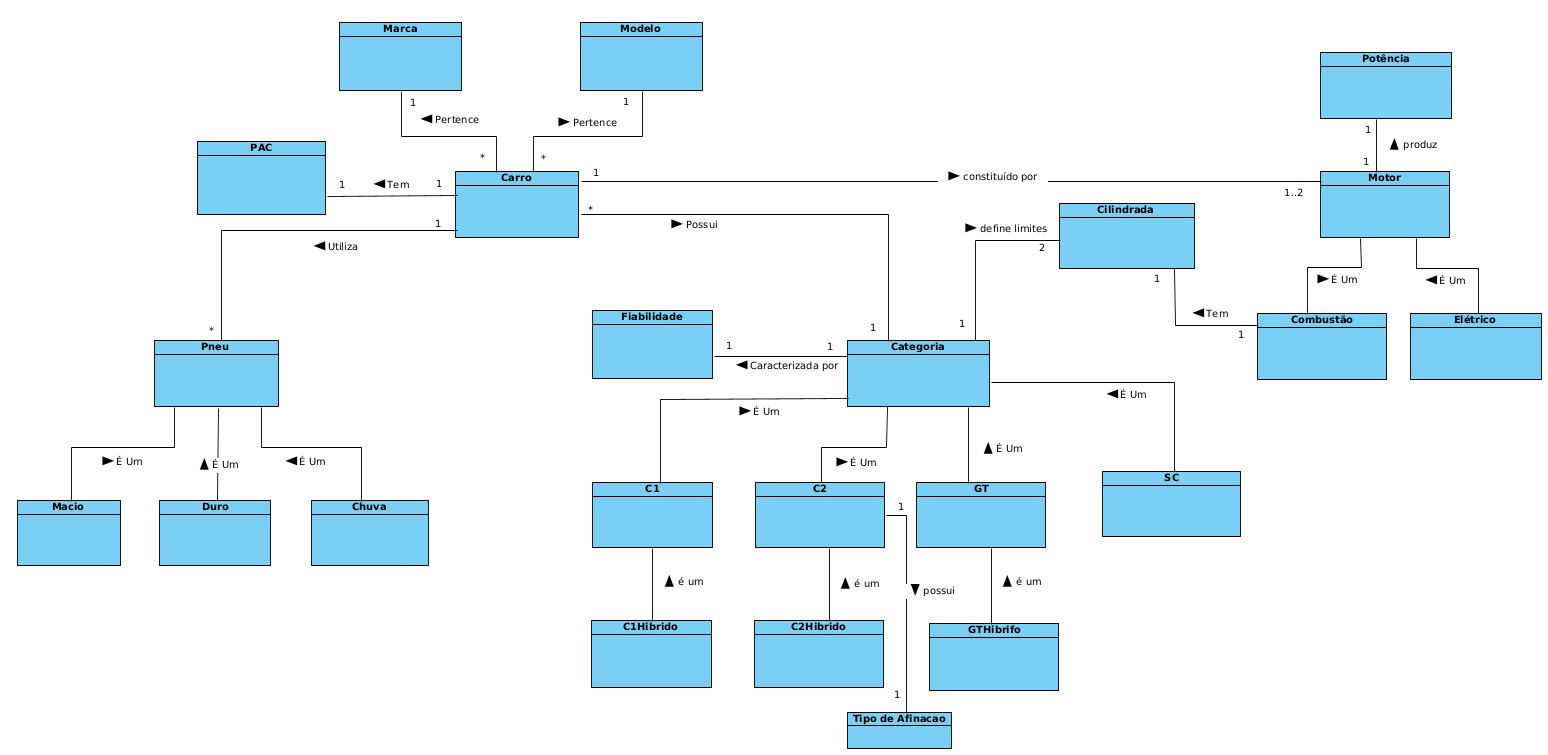 Marca
Modelo
Potência
1
1
Pertence
Pertence
1
produz
1
*
*
PAC
Carro
Motor
1
Tem
1
1
constituído por
1..2
*
Possui
1
Utiliza
Cilindrada
define limites
2
1
É Um
É Um
Tem
1
Combustão
Elétrico
*
Pneu
Fiabilidade
1
1
Categoria
1
1
Caracterizada por
É Um
É Um
É Um
É Um
É Um
É Um
É Um
Macio
Duro
Chuva
C1
C2
GT
SC
1
é um
é um
possui
é um
C1Hibrido
C2Hibrido
GTHibrifo
1
Tipo de Afinacao